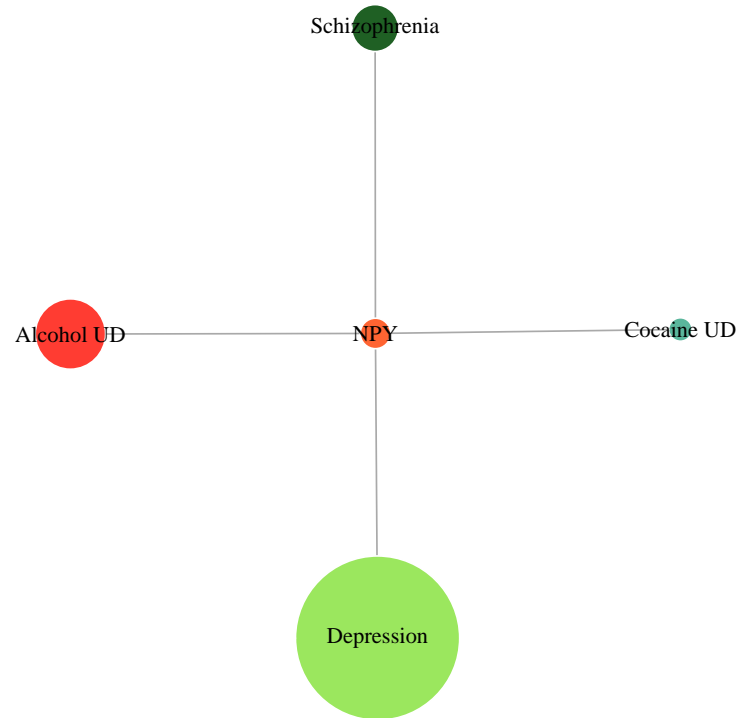 Schizophrenia
Alcohol UD
NPY
Cocaine UD
Depression